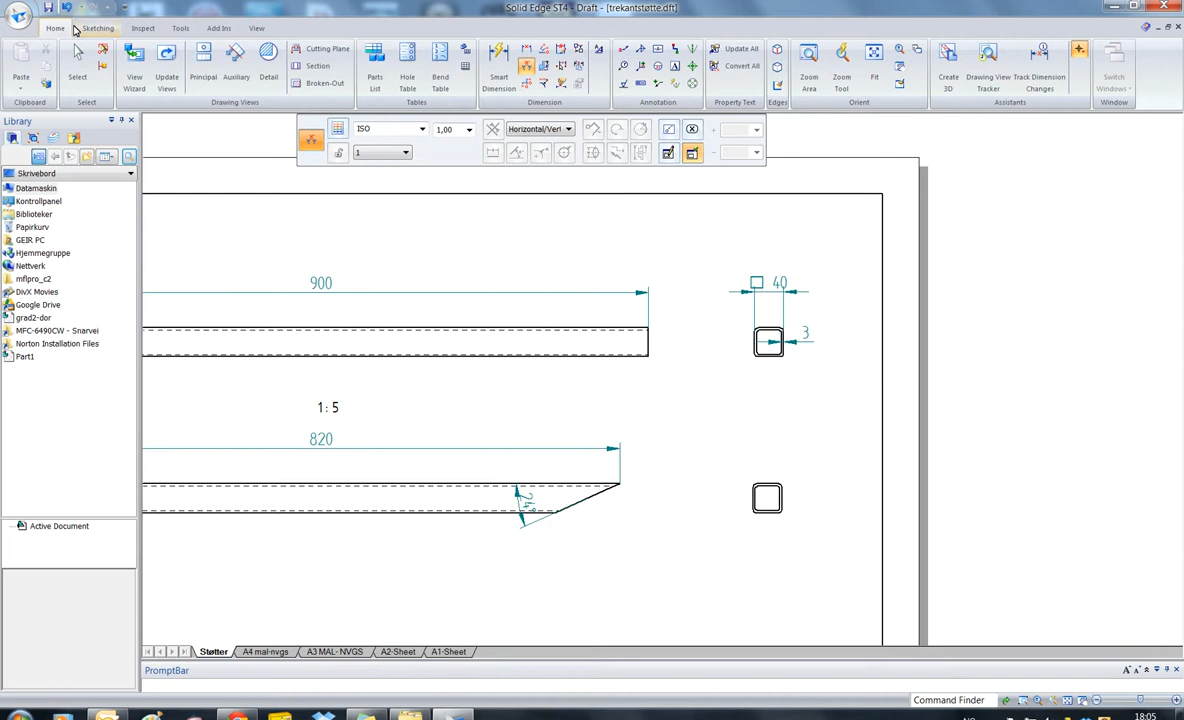 Solid Edge ST4 - Draft - [trekantstøtte.dft]
Home Sketching Inspect Tools Add Ins View
Paste Select View Wizard Update Views Principal Auxiliary Detail Cutting Plane Section Broken-Out Parts List Hole Table Bend Table Smart Dimension Update All Convert All Zoom Area Zoom Tool Fit Create 3D Drawing View Tracker Track Dimension Changes Switch Windows
Clipboard Select Drawing Views Tables Dimension Annotation Property Text Edges Orient Assistants Window
Library
ISO 1,00 Horizontal/Vert
1
Skrivebord
Datamaskin
Kontrollpanel
Biblioteker
Papirkurv
GEIR PC
Hjemmegruppe
Nettverk
mflpro_c2
DivX Movies
Google Drive
grad2-dor
MFC-6490CW - Snarvei
Norton Installation Files
Part1
Active Document
900
40
3
1:5
820
24°
Støtter A4 mal-nvgs A3 MAL- NVGS A2-Sheet A1-Sheet
PromptBar
Command Finder
NO 18:05